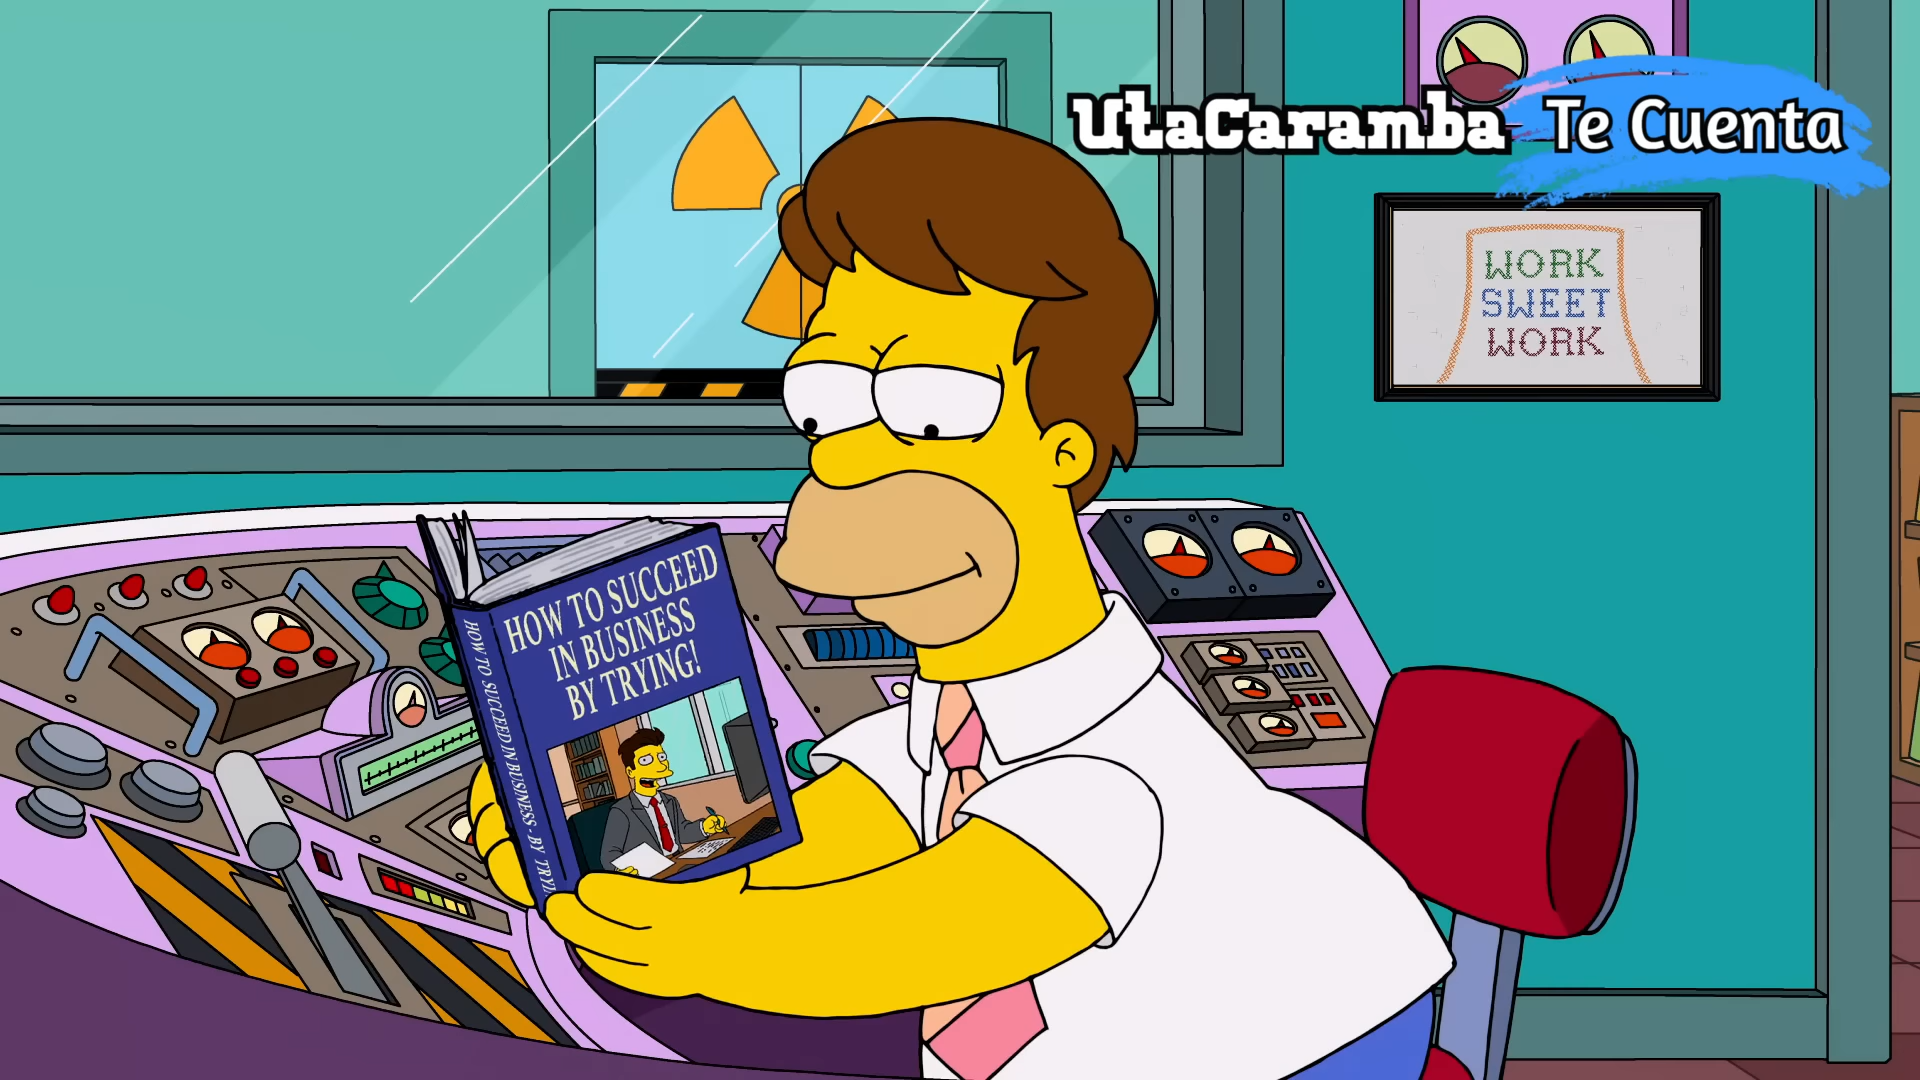 UtaCaramba Te Cuenta
WORK
SWEET
WORK
HOW TO SUCCEED
IN BUSINESS
BY TRYING!
HOW TO SUCCEED IN BUSINESS - BY TRYI